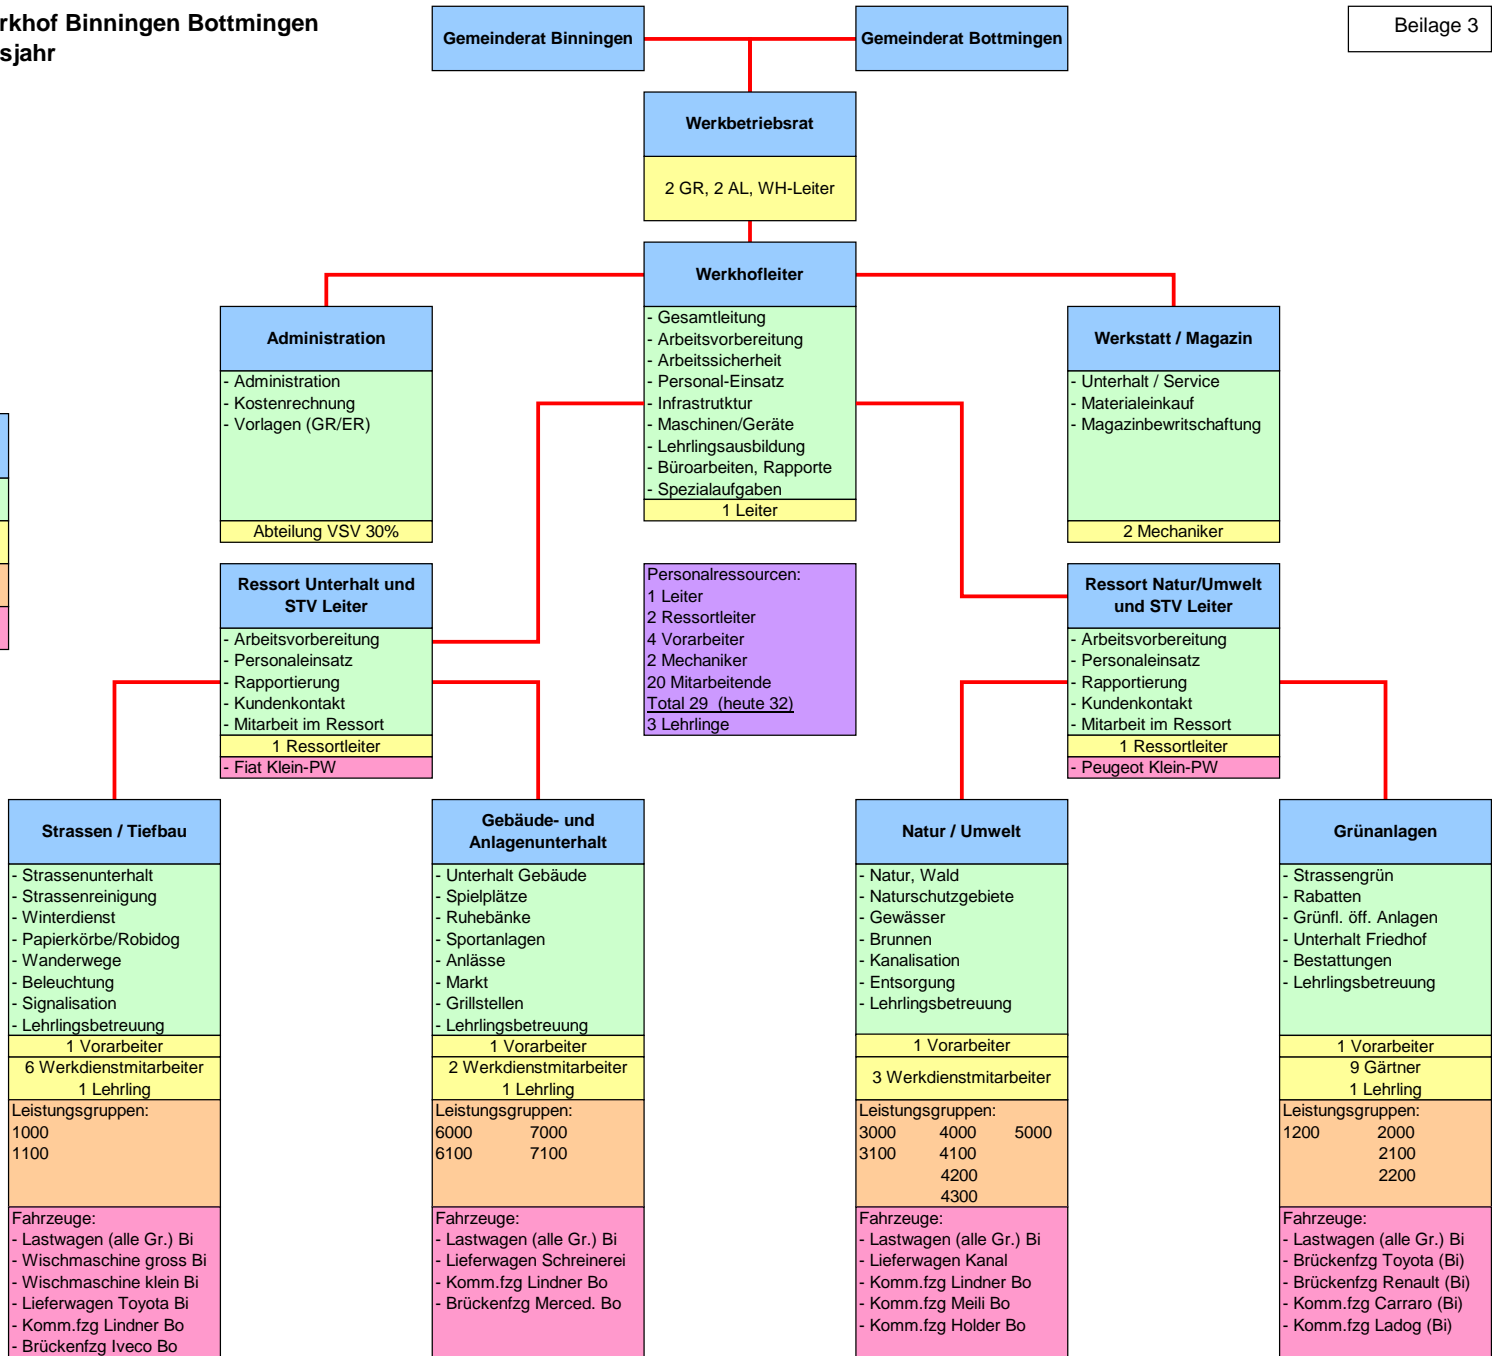 rkhof Binningen Bottmingen
sjahr
Gemeinderat Binningen
Gemeinderat Bottmingen
Beilage 3
Werkbetriebsrat
2 GR, 2 AL, WH-Leiter
Werkhofleiter
- Gesamtleitung
- Arbeitsvorbereitung
- Arbeitssicherheit
- Personal-Einsatz
- Infrastrutktur
- Maschinen/Geräte
- Lehrlingsausbildung
- Büroarbeiten, Rapporte
- Spezialaufgaben
1 Leiter
Administration
- Administration
- Kostenrechnung
- Vorlagen (GR/ER)
Abteilung VSV 30%
Werkstatt / Magazin
- Unterhalt / Service
- Materialeinkauf
- Magazinbewritschaftung
2 Mechaniker
Ressort Unterhalt und
STV Leiter
- Arbeitsvorbereitung
- Personaleinsatz
- Rapportierung
- Kundenkontakt
- Mitarbeit im Ressort
1 Ressortleiter
- Fiat Klein-PW
Personalressourcen:
1 Leiter
2 Ressortleiter
4 Vorarbeiter
2 Mechaniker
20 Mitarbeitende
Total 29 (heute 32)
3 Lehrlinge
Ressort Natur/Umwelt
und STV Leiter
- Arbeitsvorbereitung
- Personaleinsatz
- Rapportierung
- Kundenkontakt
- Mitarbeit im Ressort
1 Ressortleiter
- Peugeot Klein-PW
Strassen / Tiefbau
- Strassenunterhalt
- Strassenreinigung
- Winterdienst
- Papierkörbe/Robidog
- Wanderwege
- Beleuchtung
- Signalisation
- Lehrlingsbetreuung
1 Vorarbeiter
6 Werkdienstmitarbeiter
1 Lehrling
Leistungsgruppen:
1000
1100
Fahrzeuge:
- Lastwagen (alle Gr.) Bi
- Wischmaschine gross Bi
- Wischmaschine klein Bi
- Lieferwagen Toyota Bi
- Komm.fzg Lindner Bo
- Brückenfzg Iveco Bo
Gebäude- und
Anlagenunterhalt
- Unterhalt Gebäude
- Spielplätze
- Ruhebänke
- Sportanlagen
- Anlässe
- Markt
- Grillstellen
- Lehrlingsbetreuung
1 Vorarbeiter
2 Werkdienstmitarbeiter
1 Lehrling
Leistungsgruppen:
6000 7000
6100 7100
Fahrzeuge:
- Lastwagen (alle Gr.) Bi
- Lieferwagen Schreinerei
- Komm.fzg Lindner Bo
- Brückenfzg Merced. Bo
Natur / Umwelt
- Natur, Wald
- Naturschutzgebiete
- Gewässer
- Brunnen
- Kanalisation
- Entsorgung
- Lehrlingsbetreuung
1 Vorarbeiter
3 Werkdienstmitarbeiter
Leistungsgruppen:
3000 4000 5000
3100 4100
4200
4300
Fahrzeuge:
- Lastwagen (alle Gr.) Bi
- Lieferwagen Kanal
- Komm.fzg Lindner Bo
- Komm.fzg Meili Bo
- Komm.fzg Holder Bo
Grünanlagen
- Strassengrün
- Rabatten
- Grünfl. öff. Anlagen
- Unterhalt Friedhof
- Bestattungen
- Lehrlingsbetreuung
1 Vorarbeiter
9 Gärtner
1 Lehrling
Leistungsgruppen:
1200 2000
2100
2200
Fahrzeuge:
- Lastwagen (alle Gr.) Bi
- Brückenfzg Toyota (Bi)
- Brückenfzg Renault (Bi)
- Komm.fzg Carraro (Bi)
- Komm.fzg Ladog (Bi)